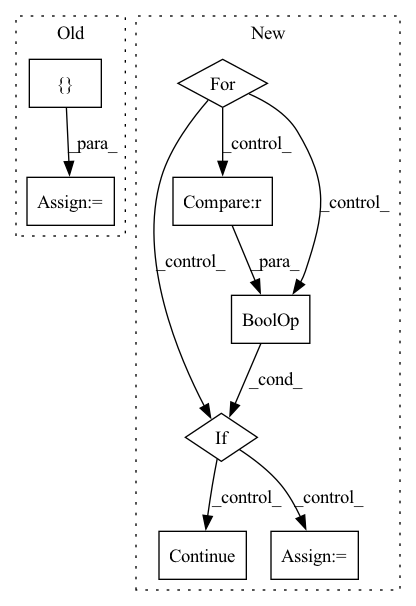 Old
New
{}
For
_para_
_control_
Assign:=
Compare:r
_control_
_control_
_para_
BoolOp
_cond_
If
_control_
_control_
Continue
Assign:=